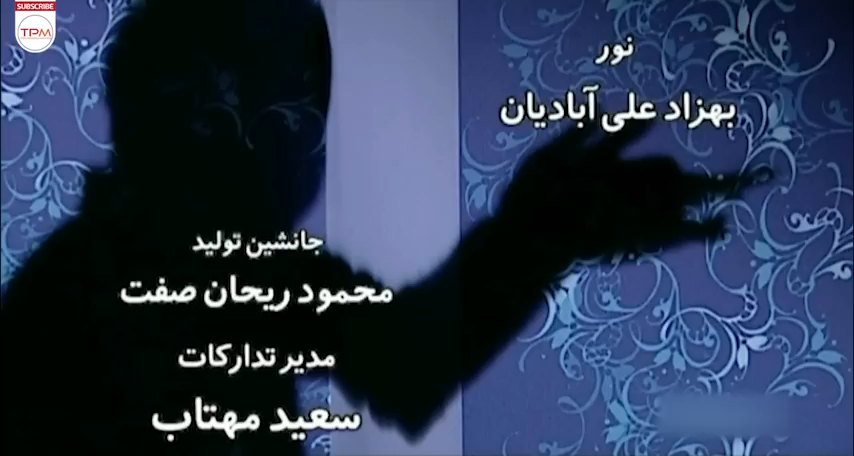 SUBSCRIBE
TPM
نور
بهزاد علی آبادیان
جانشین تولید
محمود ریحان صفت
مدیر تدارکات
سعید مهتاب